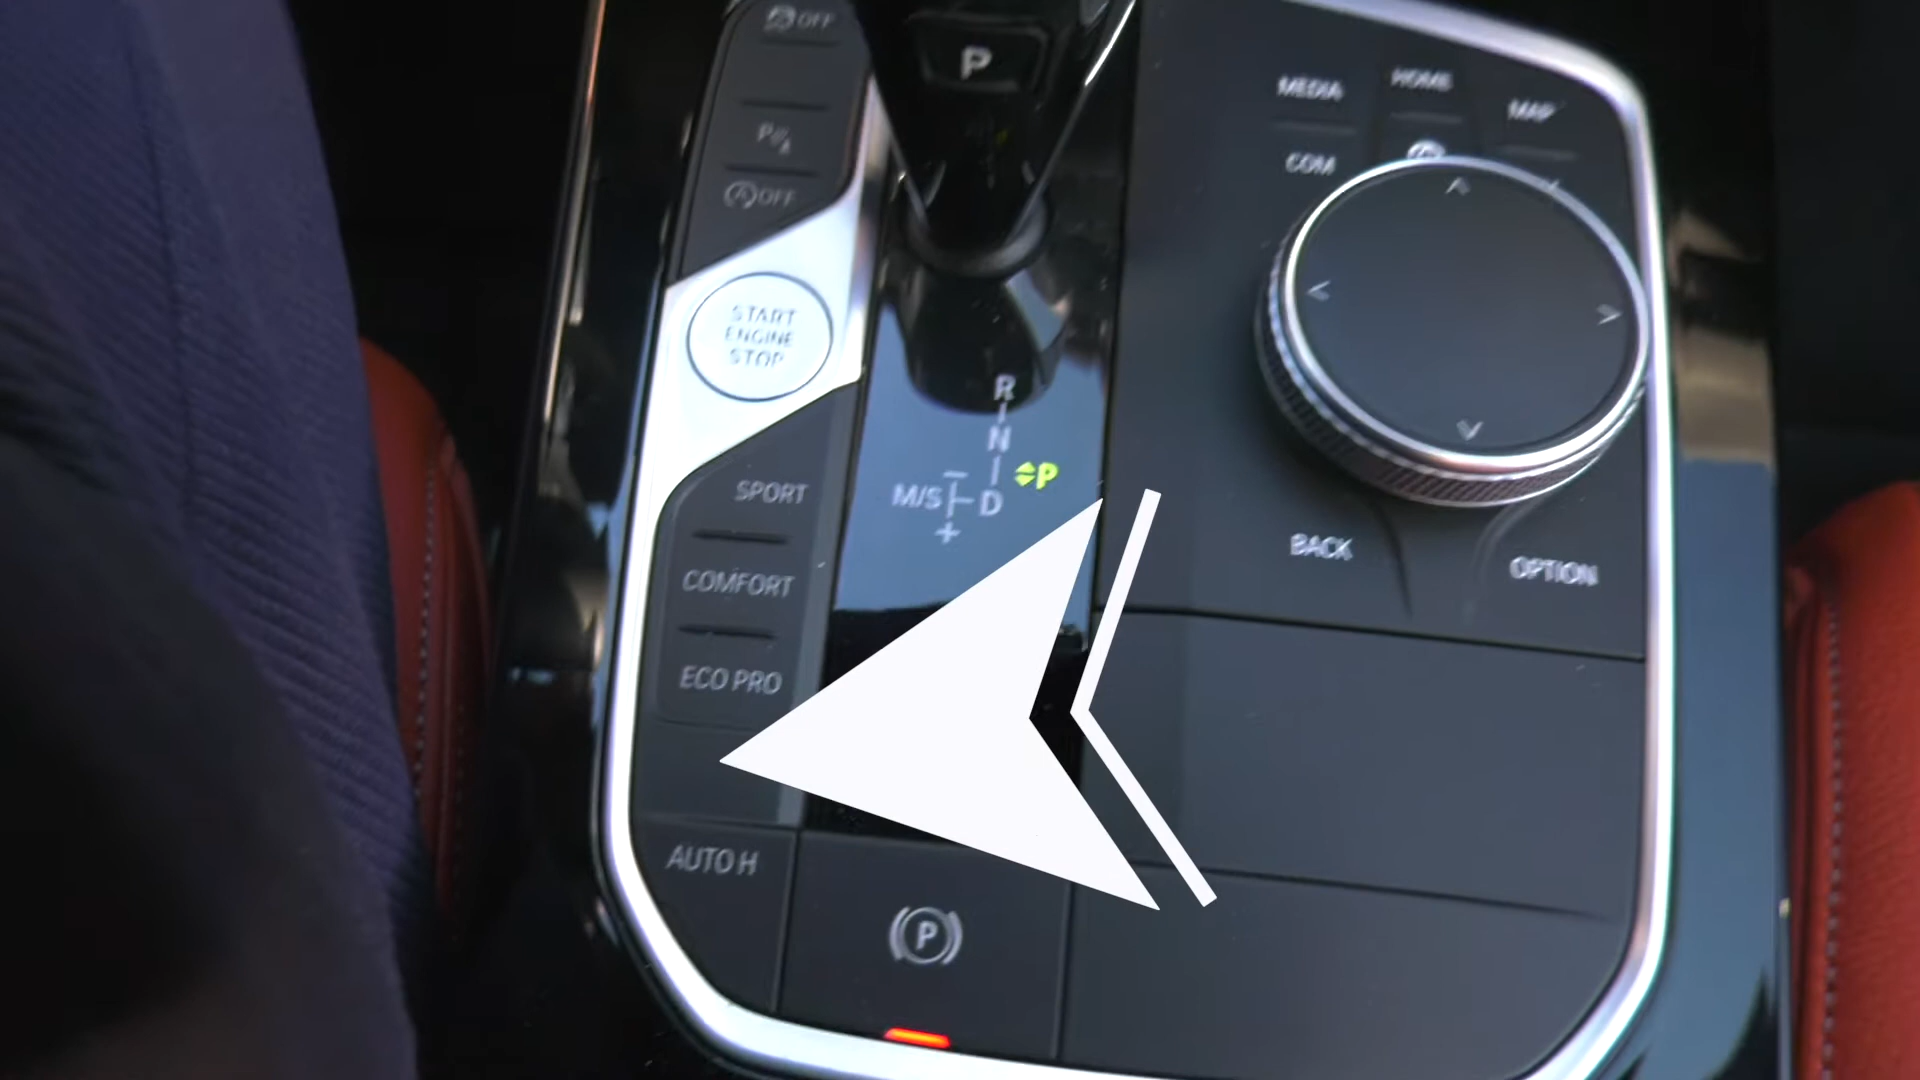 OFF
P
MEDIA
HOME
MAP
P
COM
OFF
START
ENGINE
STOP
R
N
P
M/S
D
SPORT
BACK
OPTION
COMFORT
ECO PRO
AUTO H
P